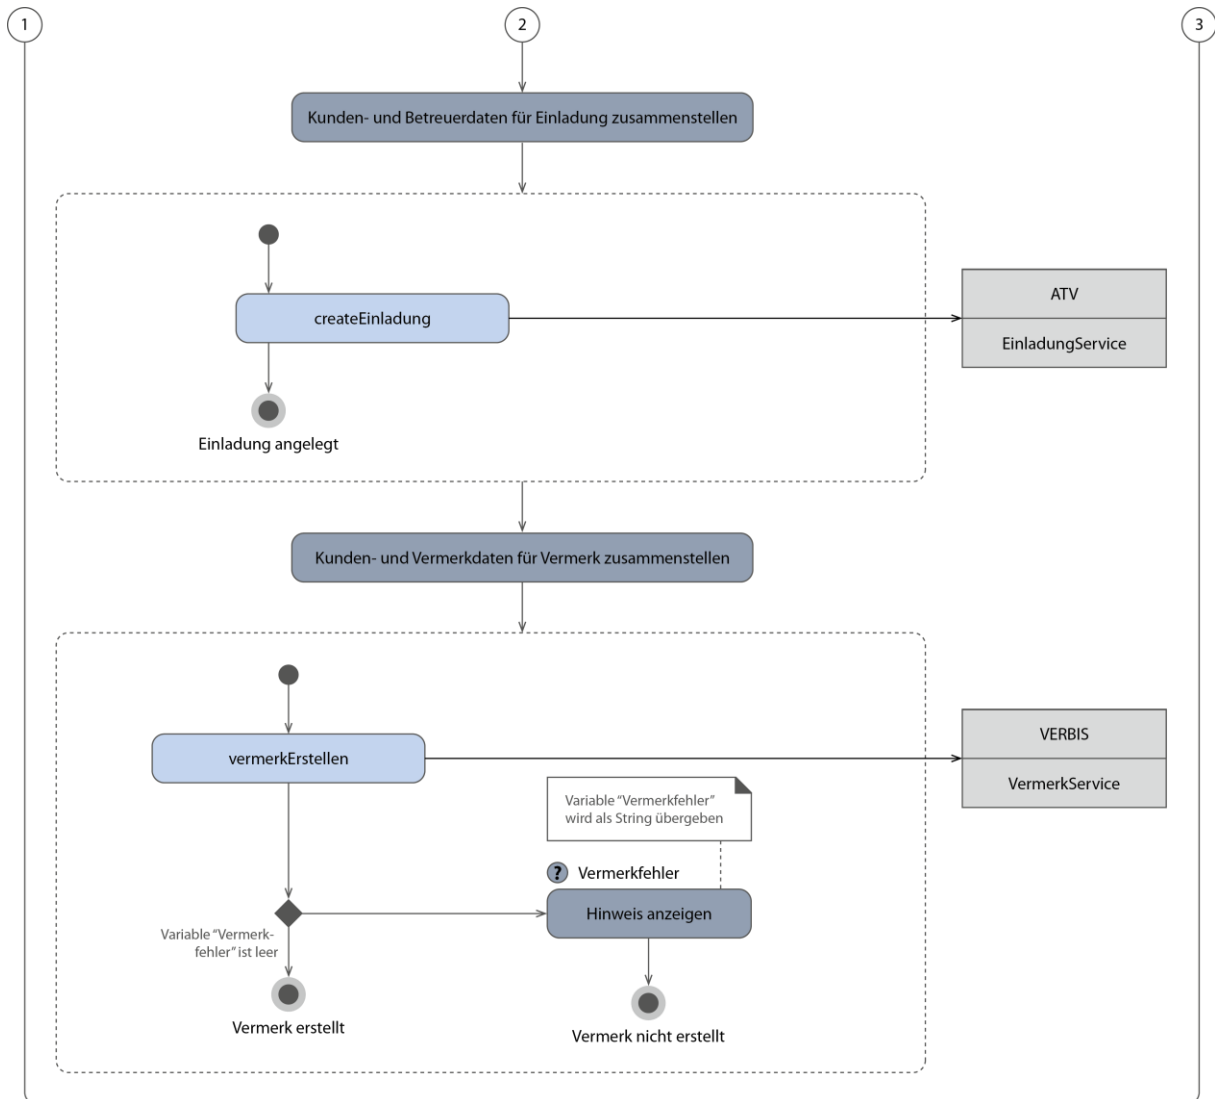 1
2
3
Kunden- und Betreuerdaten für Einladung zusammenstellen
createEinladung
ATV
EinladungService
Einladung angelegt
Kunden- und Vermerkdaten für Vermerk zusammenstellen
vermerkErstellen
VERBIS
VermerkService
Variable “Vermerkfehler”
wird als String übergeben
? Vermerkfehler
Hinweis anzeigen
Variable “Vermerk-
fehler” ist leer
Vermerk erstellt
Vermerk nicht erstellt